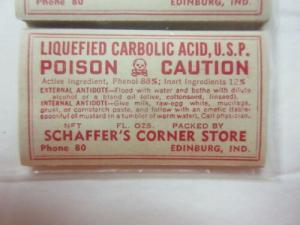 Phone 80 EDINBURG, IND.
LIQUEFIED CARBOLIC ACID, U.S.P.
POISON CAUTION
Active Ingredient, Phenol 88%; Inert Ingredients 12%
EXTERNAL ANTIDOTE—Flood with water and bathe with dilute
alcohol or a bland oil (olive, cottonseed, linseed).
INTERNAL ANTIDOTE—Give milk, raw-egg white, mucilage,
gruel, or cornstarch paste, and follow with an emetic (table-
spoonful of mustard in a tumbler of warm water). Call physician.
NET FL. OZS. PACKED BY
SCHAFFER'S CORNER STORE
Phone 80 EDINBURG, IND.